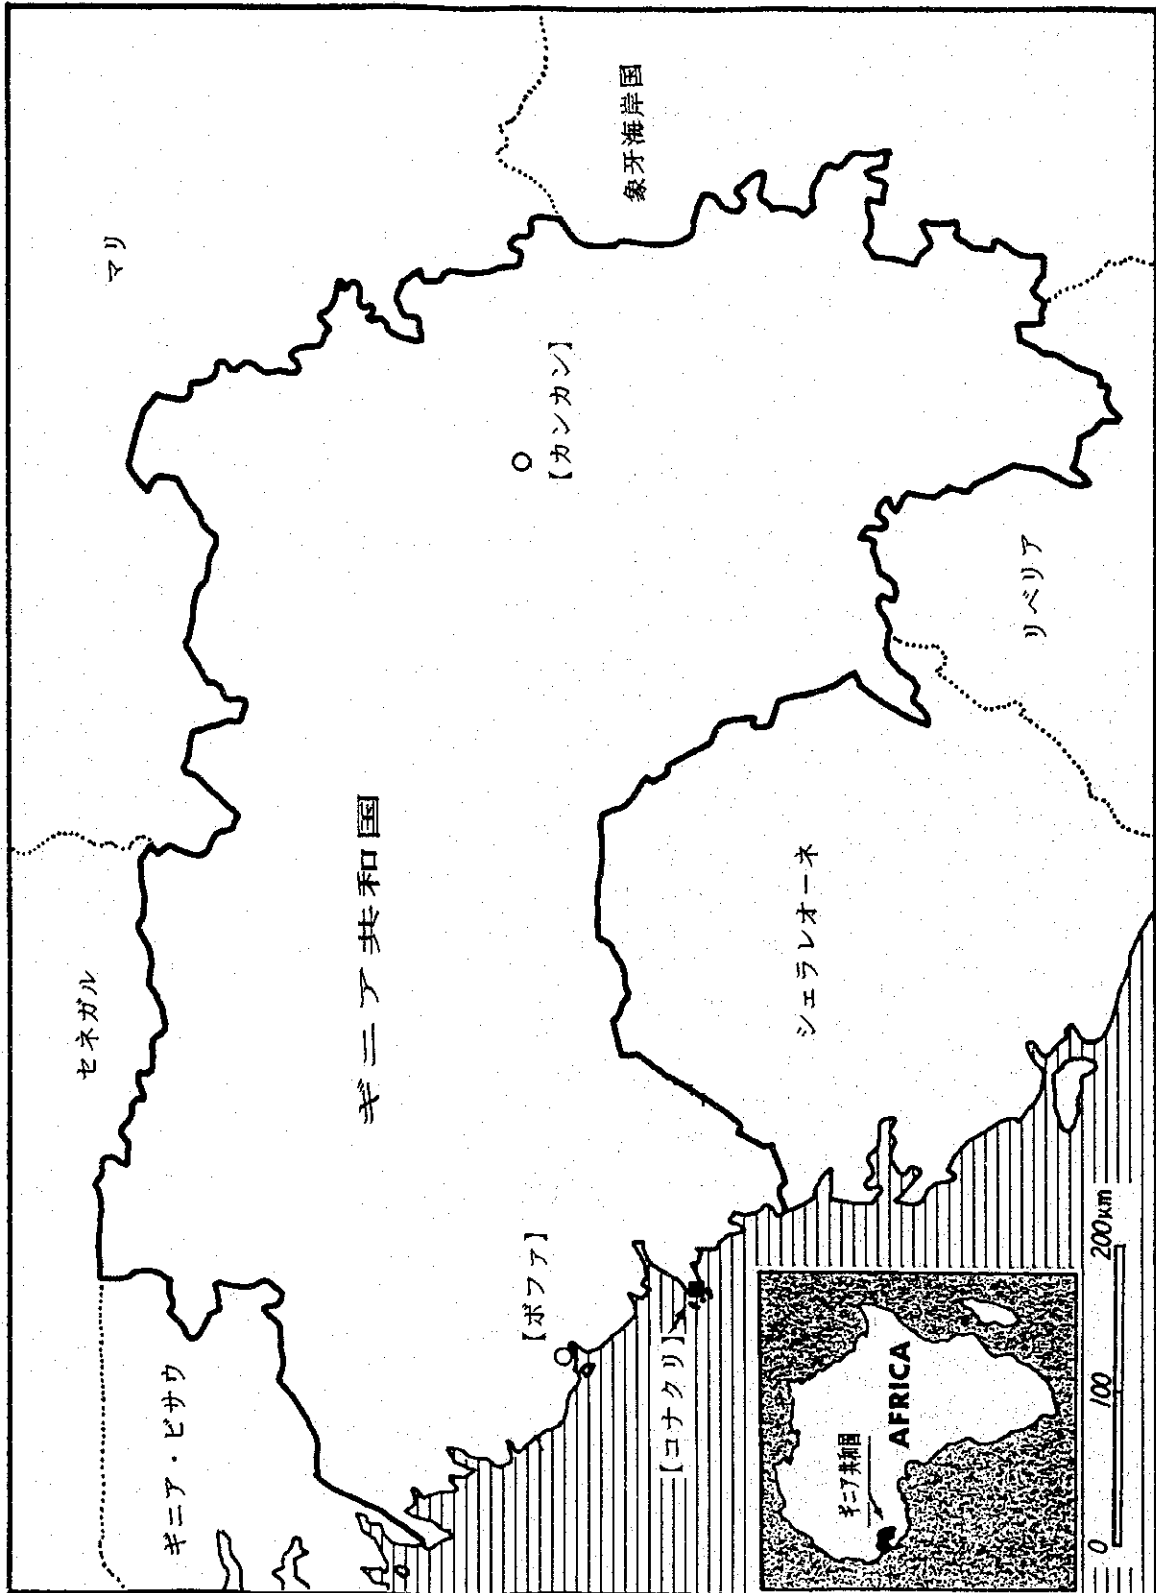 セネガル
マリ
ギニア・ビサウ
象牙海岸国
ギニア共和国
【カンカン】
【ボファ】
【コナクリ】
シェラレオーネ
リベリア
ギニア共和国
AFRICA
0 100 200km